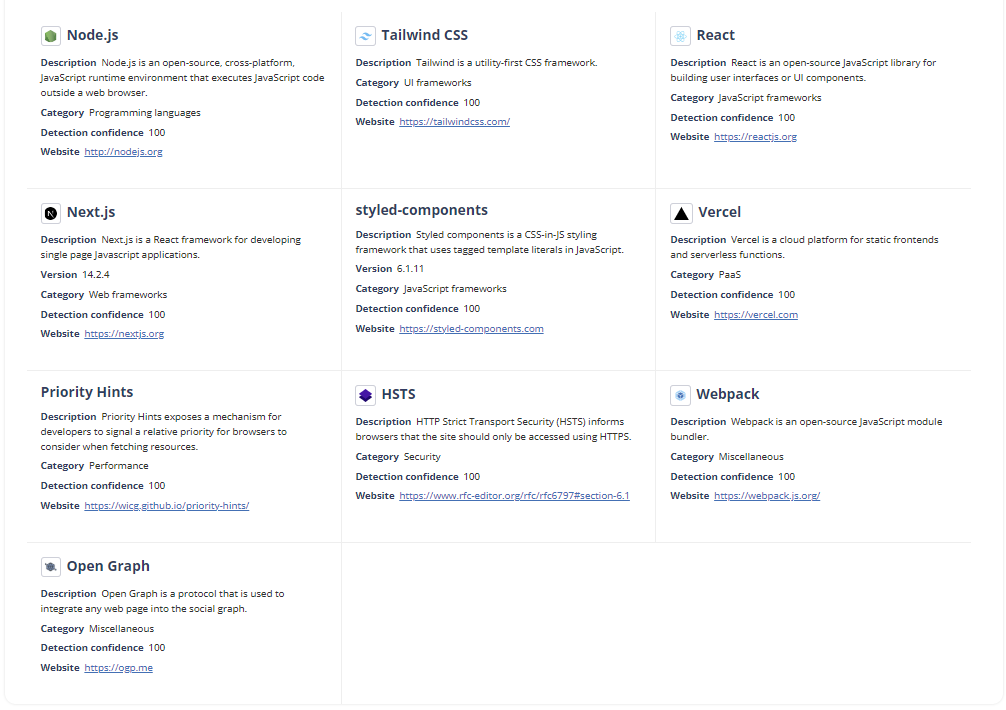 Node.js
Description Node.js is an open-source, cross-platform,
JavaScript runtime environment that executes JavaScript code
outside a web browser.
Category Programming languages
Detection confidence 100
Website http://nodejs.org
Tailwind CSS
Description Tailwind is a utility-first CSS framework.
Category UI frameworks
Detection confidence 100
Website https://tailwindcss.com/
React
Description React is an open-source JavaScript library for
building user interfaces or UI components.
Category JavaScript frameworks
Detection confidence 100
Website https://reactjs.org
Next.js
Description Next.js is a React framework for developing
single page Javascript applications.
Version 14.2.4
Category Web frameworks
Detection confidence 100
Website https://nextjs.org
styled-components
Description Styled components is a CSS-in-JS styling
framework that uses tagged template literals in JavaScript.
Version 6.1.11
Category JavaScript frameworks
Detection confidence 100
Website https://styled-components.com
Vercel
Description Vercel is a cloud platform for static frontends
and serverless functions.
Category PaaS
Detection confidence 100
Website https://vercel.com
Priority Hints
Description Priority Hints exposes a mechanism for
developers to signal a relative priority for browsers to
consider when fetching resources.
Category Performance
Detection confidence 100
Website https://wicg.github.io/priority-hints/
HSTS
Description HTTP Strict Transport Security (HSTS) informs
browsers that the site should only be accessed using HTTPS.
Category Security
Detection confidence 100
Website https://www.rfc-editor.org/rfc/rfc6797#section-6.1
Webpack
Description Webpack is an open-source JavaScript module
bundler.
Category Miscellaneous
Detection confidence 100
Website https://webpack.js.org/
Open Graph
Description Open Graph is a protocol that is used to
integrate any web page into the social graph.
Category Miscellaneous
Detection confidence 100
Website https://ogp.me